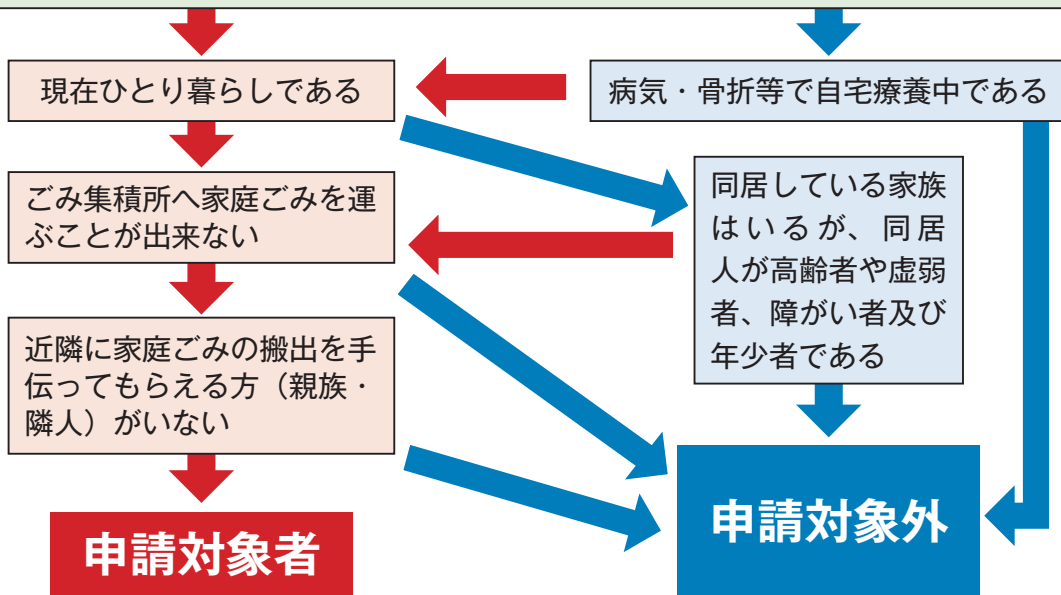 現在ひとり暮らしである
病気・骨折等で自宅療養中である
ごみ集積所へ家庭ごみを運
ぶことが出来ない
同居している家族
はいるが、同居
人が高齢者や虚弱
者、障がい者及び
年少者である
近隣に家庭ごみの搬出を手
伝ってもらえる方（親族・
隣人）がいない
申請対象者
申請対象外